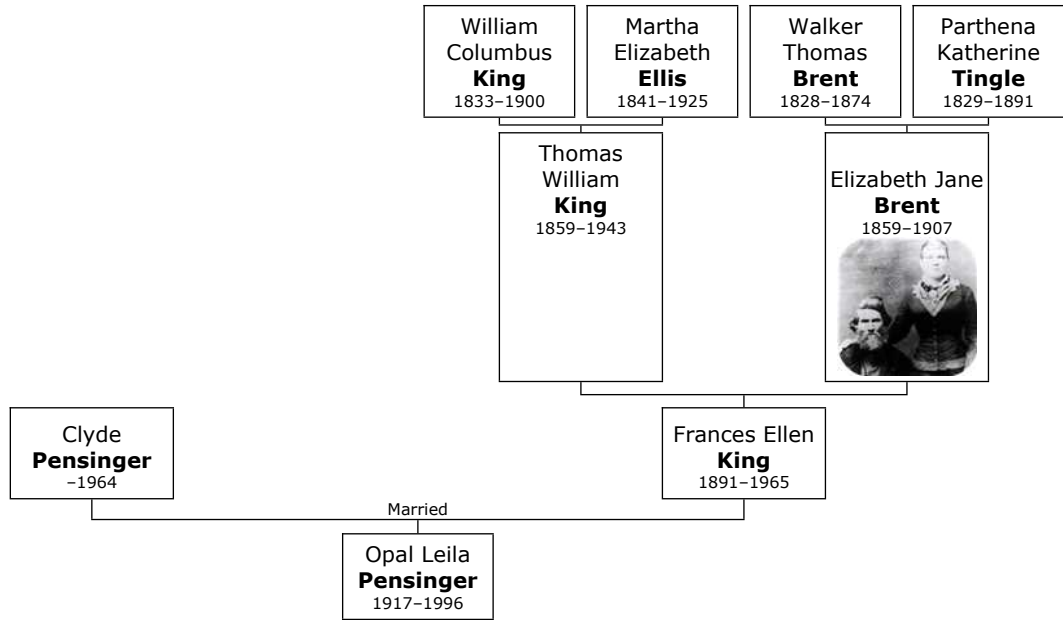 William
Columbus
King
1833–1900
Martha
Elizabeth
Ellis
1841–1925
Walker
Thomas
Brent
1828–1874
Parthena
Katherine
Tingle
1829–1891
Thomas
William
King
1859–1943
Elizabeth Jane
Brent
1859–1907
Clyde
Pensinger
–1964
Frances Ellen
King
1891–1965
Married
Opal Leila
Pensinger
1917–1996